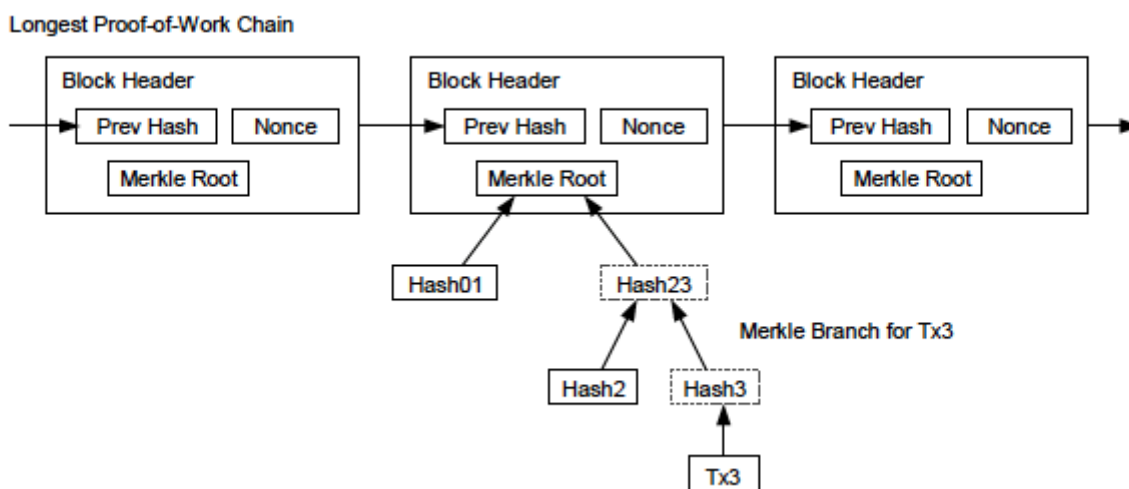 Longest Proof-of-Work Chain
Block Header
Prev Hash
Nonce
Merkle Root
Block Header
Prev Hash
Nonce
Merkle Root
Block Header
Prev Hash
Nonce
Merkle Root
Hash01
Hash23
Merkle Branch for Tx3
Hash2
Hash3
Tx3